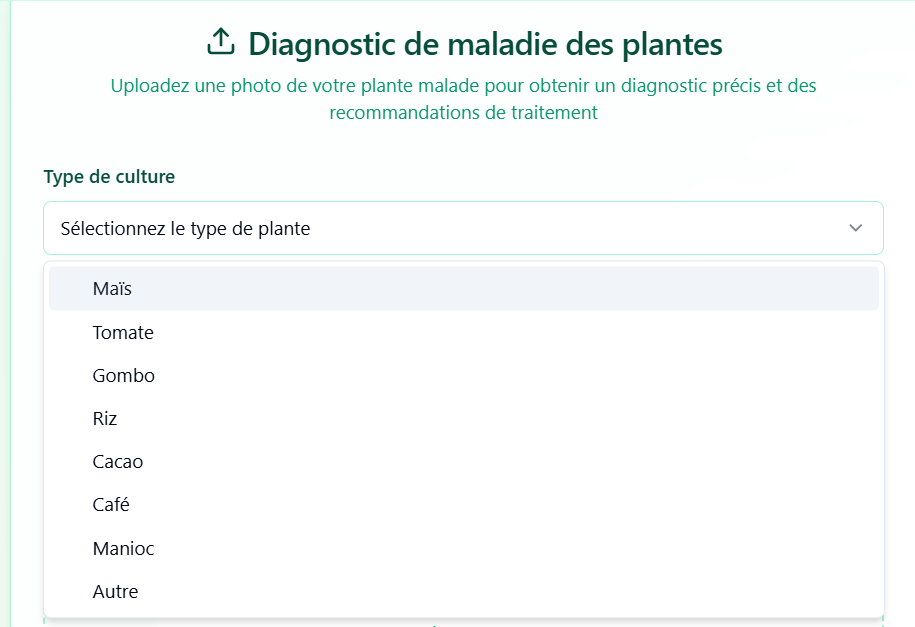 Diagnostic de maladie des plantes
Uploadez une photo de votre plante malade pour obtenir un diagnostic précis et des
recommandations de traitement
Type de culture
Sélectionnez le type de plante
Maïs
Tomate
Gombo
Riz
Cacao
Café
Manioc
Autre